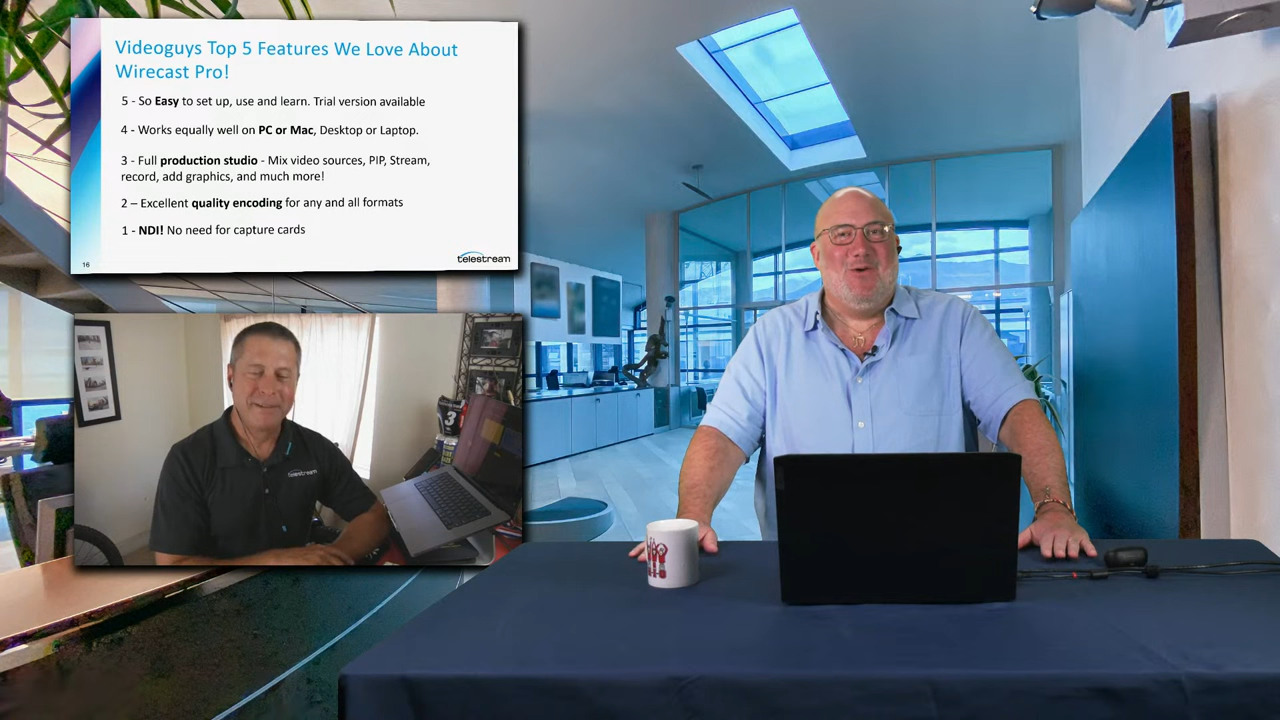 Videoguys Top 5 Features We Love About
Wirecast Pro!
5 - So Easy to set up, use and learn. Trial version available
4 - Works equally well on PC or Mac, Desktop or Laptop.
3 - Full production studio - Mix video sources, PIP, Stream,
record, add graphics, and much more!
2 – Excellent quality encoding for any and all formats
1 - NDI! No need for capture cards
16
telestream
telestream
3